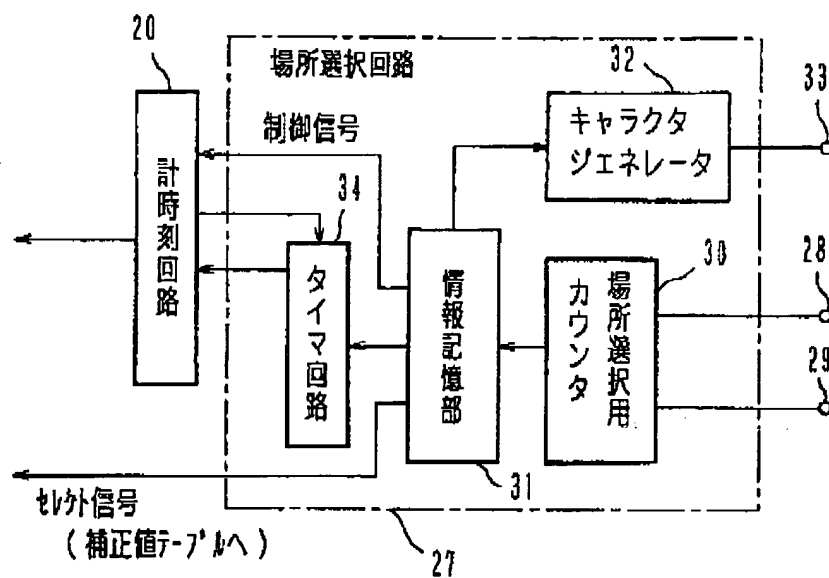 20
場所選択回路
32
33
制御信号
キャラクタ
ジェネレータ
計時刻回路
34
タイマ回路
情報記憶部
場所選択用
カウンタ
30
28
29
31
セレクト信号
(補正値テーブルへ)
27